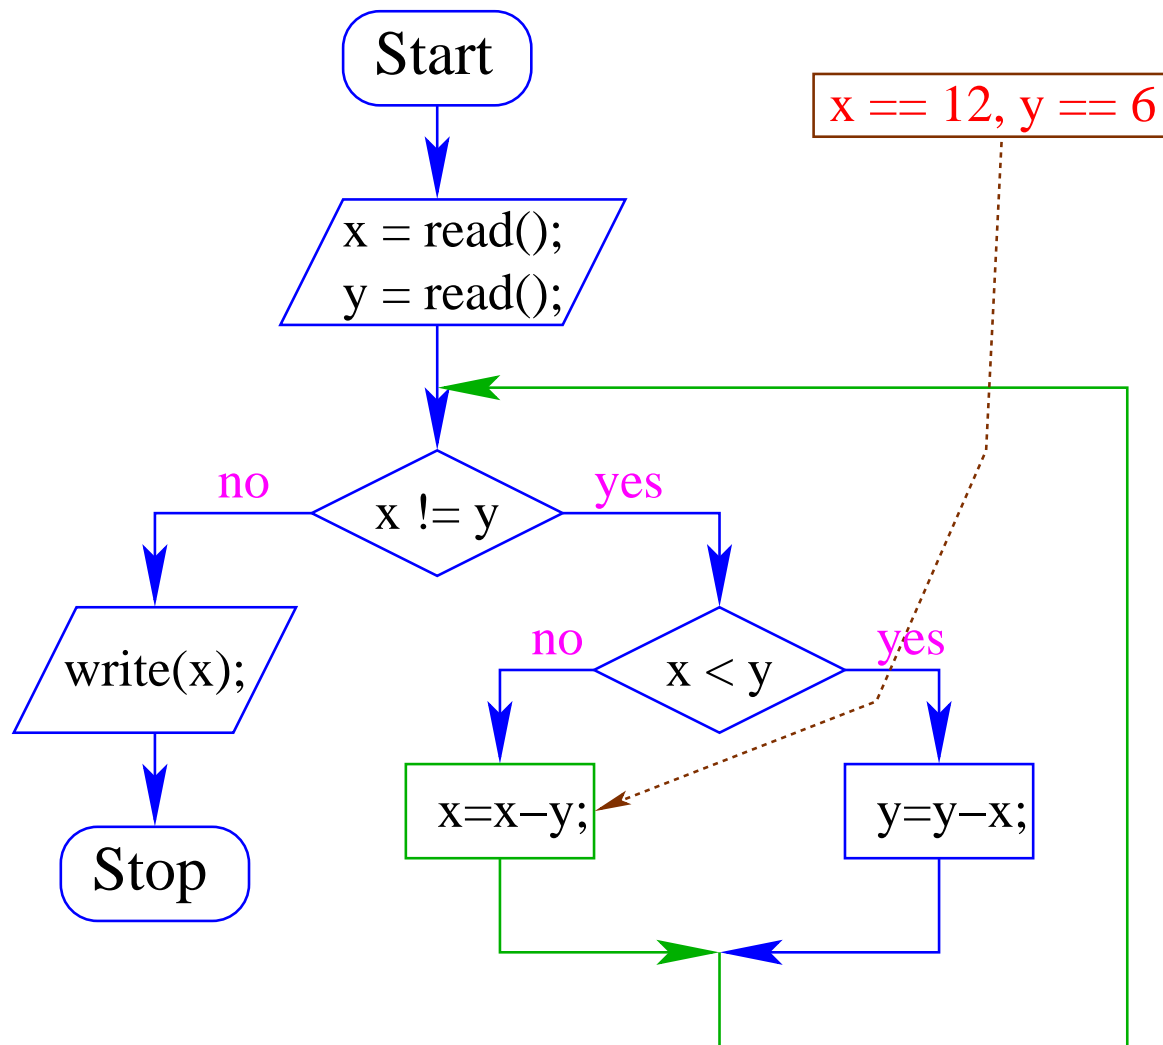 Start
x == 12, y == 6
x = read();
y = read();
no
yes
x != y
no
yes
write(x);
x < y
x=x−y;
y=y−x;
Stop